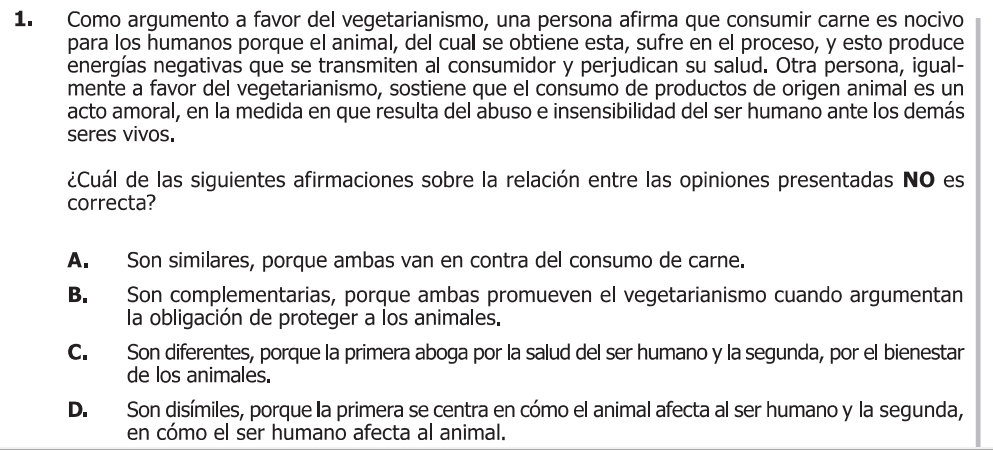 1. Como argumento a favor del vegetarianismo, una persona afirma que consumir carne es nocivo
para los humanos porque el animal, del cual se obtiene esta, sufre en el proceso, y esto produce
energías negativas que se transmiten al consumidor y perjudican su salud. Otra persona, igual-
mente a favor del vegetarianismo, sostiene que el consumo de productos de origen animal es un
acto amoral, en la medida en que resulta del abuso e insensibilidad del ser humano ante los demás
seres vivos.
¿Cuál de las siguientes afirmaciones sobre la relación entre las opiniones presentadas NO es
correcta?
A. Son similares, porque ambas van en contra del consumo de carne.
B. Son complementarias, porque ambas promueven el vegetarianismo cuando argumentan
la obligación de proteger a los animales.
C. Son diferentes, porque la primera aboga por la salud del ser humano y la segunda, por el bienestar
de los animales.
D. Son disímiles, porque la primera se centra en cómo el animal afecta al ser humano y la segunda,
en cómo el ser humano afecta al animal.